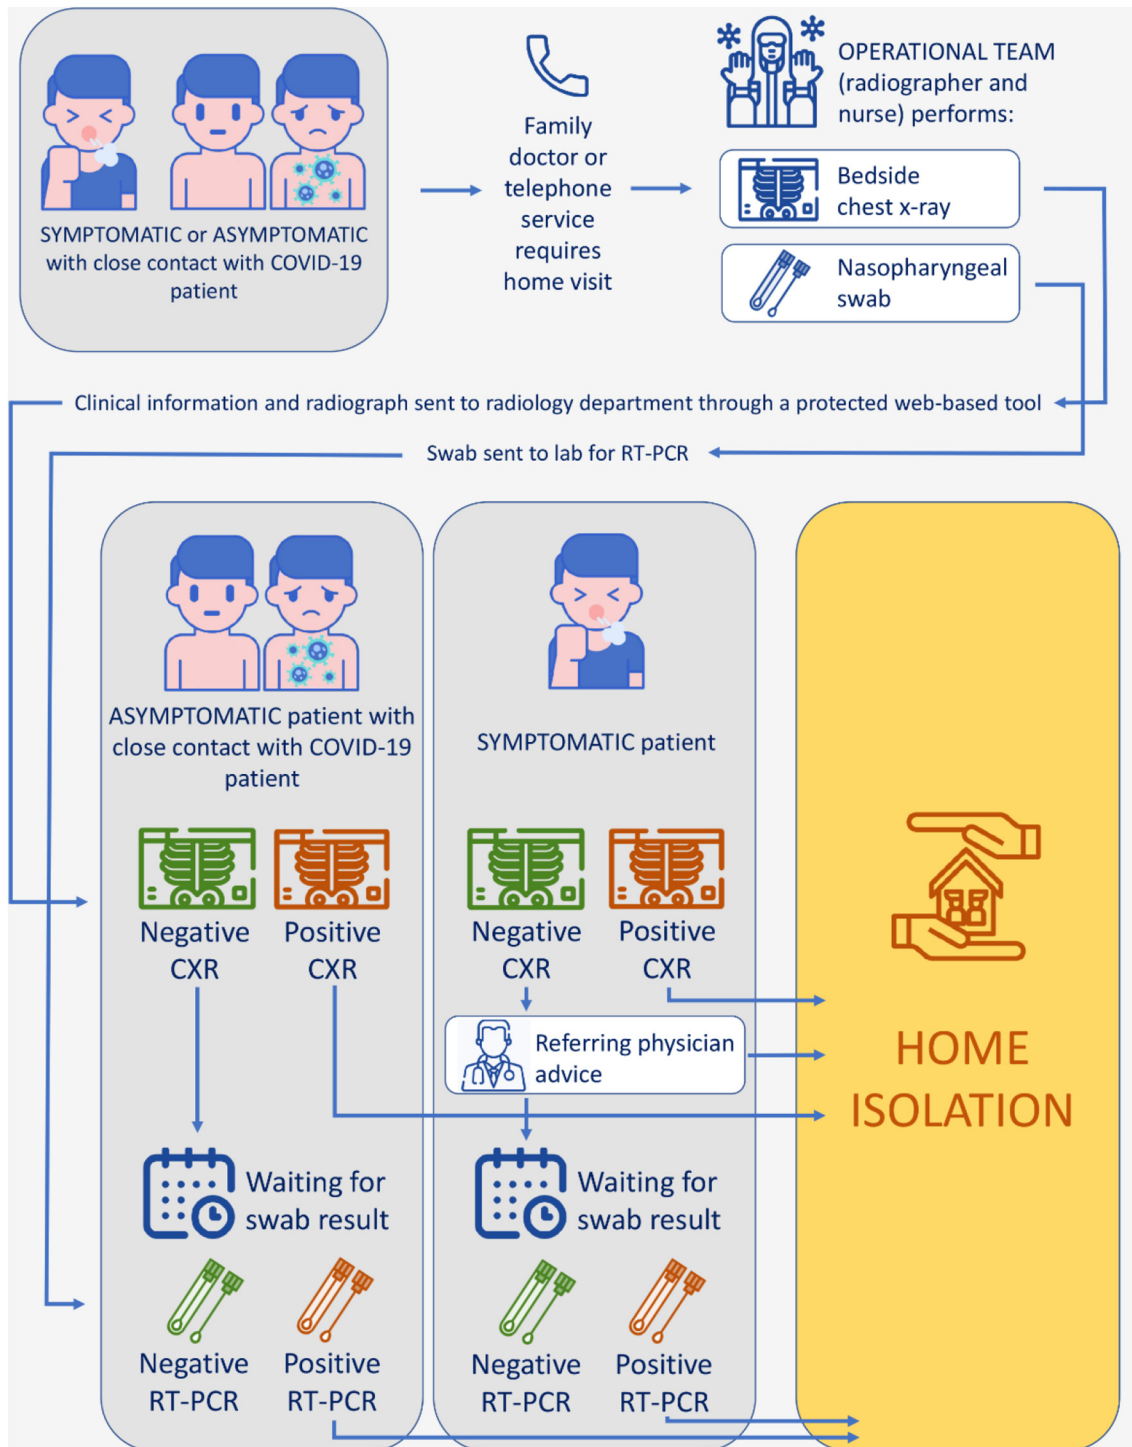 SYMPTOMATIC or ASYMPTOMATIC
with close contact with COVID-19
patient
Family
doctor or
telephone
service
requires
home visit
OPERATIONAL TEAM
(radiographer and
nurse) performs:
Bedside
chest x-ray
Nasopharyngeal
swab
Clinical information and radiograph sent to radiology department through a protected web-based tool
Swab sent to lab for RT-PCR
ASYMPTOMATIC patient with
close contact with COVID-19
patient
Negative
CXR
Positive
CXR
Waiting for
swab result
Negative
RT-PCR
Positive
RT-PCR
SYMPTOMATIC patient
Negative
CXR
Positive
CXR
Referring physician
advice
Waiting for
swab result
Negative
RT-PCR
Positive
RT-PCR
HOME
ISOLATION